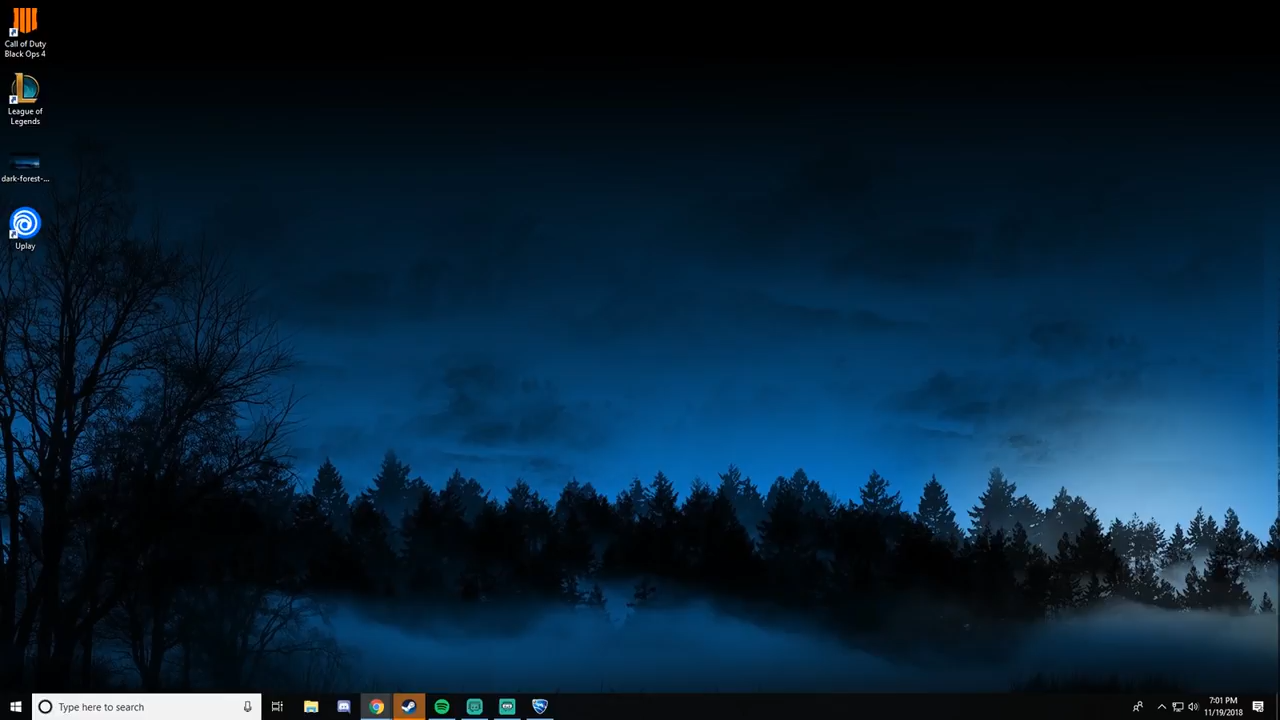 Call of Duty
Black Ops 4
League of
Legends
dark-forest-...
Uplay
Type here to search
7:01 PM
11/19/2018